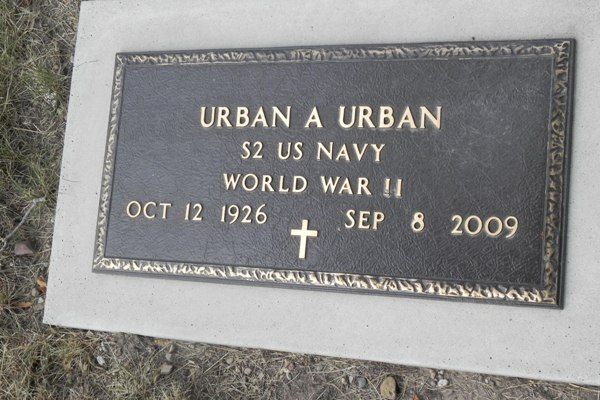 URBAN A URBAN
S2 US NAVY
WORLD WAR II
OCT 12 1926 SEP 8 2009